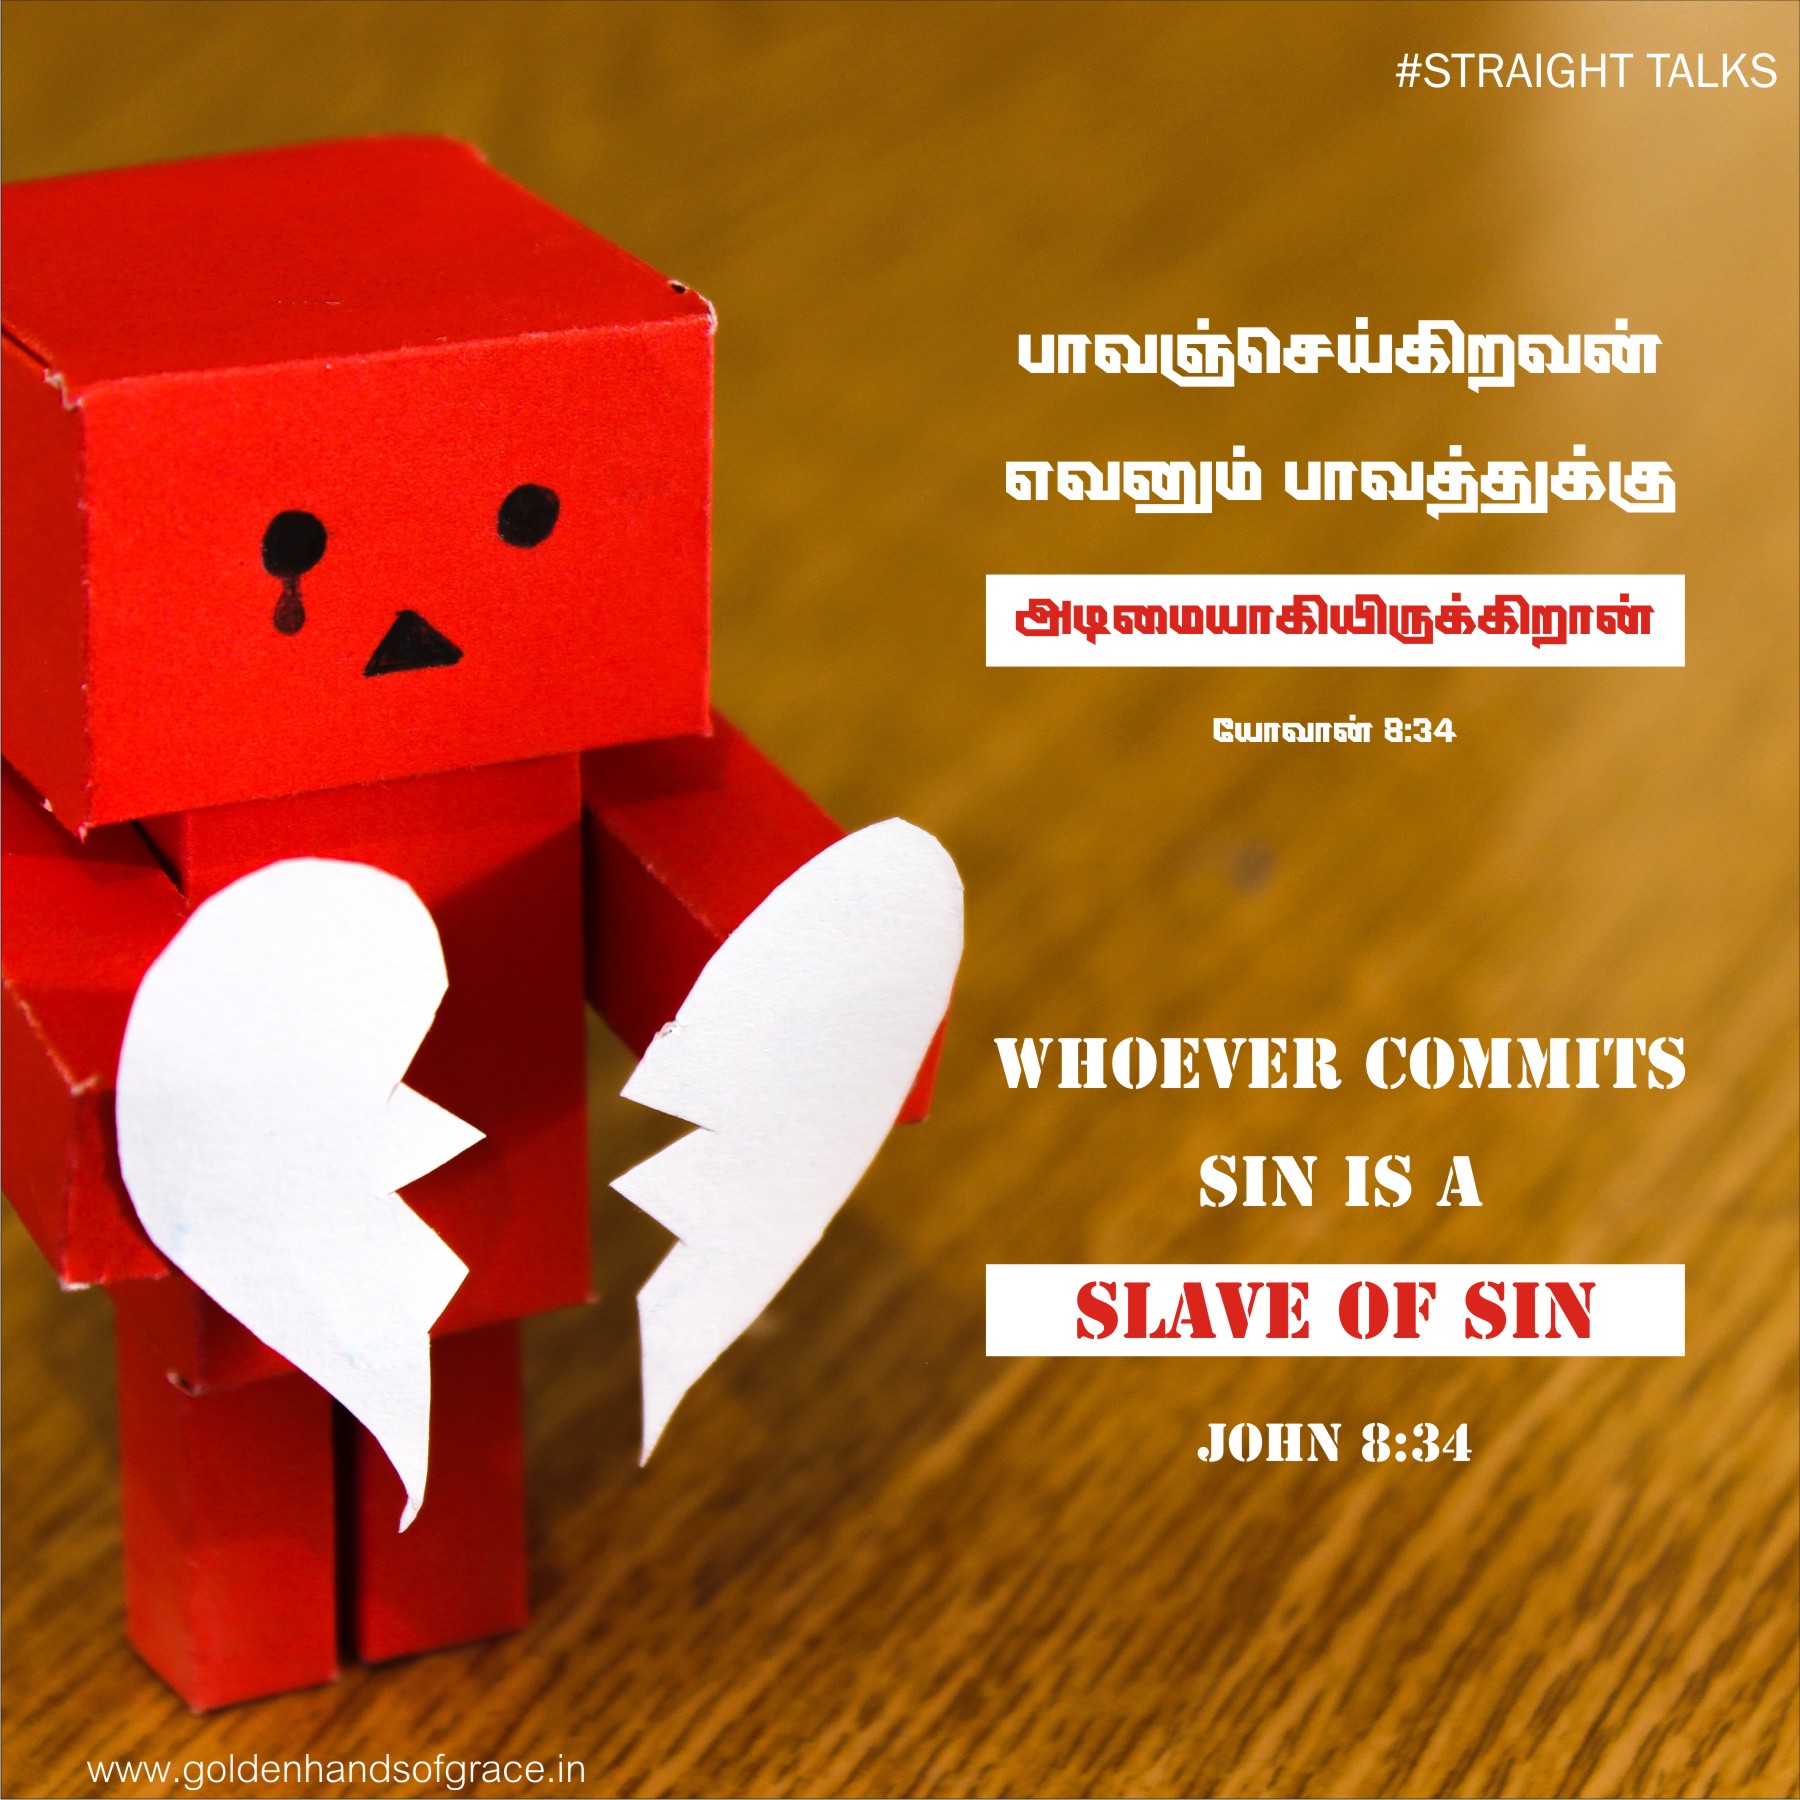 #STRAIGHT TALKS
பாவஞ்செய்கிறவன்
எவனும் பாவத்துக்கு
அடிமையாகியிருக்கிறான்
யோவான் 8:34
WHOEVER COMMITS
SIN IS A
SLAVE OF SIN
JOHN 8:34
www.goldenhandsofgrace.in